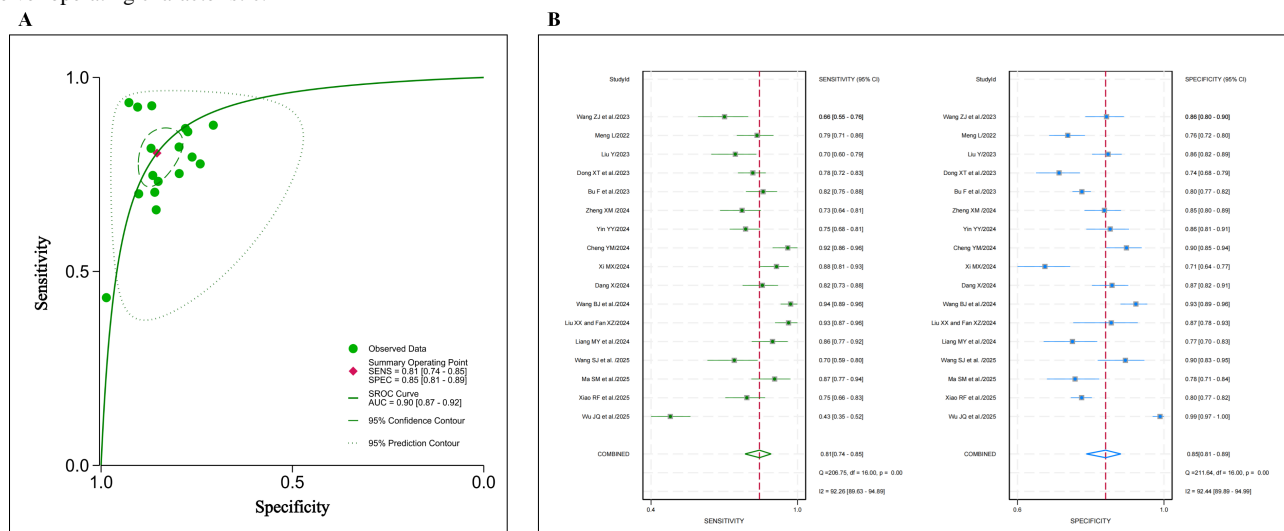 A
B
1.0
0.5
0.0
1.0
0.5
0.0
Sensitivity
Specificity
Observed Data
Summary Operating Point
SENS = 0.81 [0.74 - 0.85]
SPEC = 0.85 [0.81 - 0.89]
SROC Curve
AUC = 0.90 [0.87 - 0.92]
95% Confidence Contour
95% Prediction Contour
StudyId SENSITIVITY (95% CI)
Wang ZJ et al./2023 0.66 [0.55 - 0.76]
Meng L/2022 0.79 [0.71 - 0.86]
Liu Y/2023 0.70 [0.60 - 0.79]
Dong XT et al./2023 0.78 [0.72 - 0.83]
Bu F et al./2023 0.82 [0.75 - 0.88]
Zheng XM /2024 0.73 [0.64 - 0.81]
Yin YY/2024 0.75 [0.68 - 0.81]
Cheng YM/2024 0.92 [0.86 - 0.96]
Xi MX/2024 0.88 [0.81 - 0.93]
Dang X/2024 0.82 [0.73 - 0.88]
Wang BJ et al./2024 0.94 [0.89 - 0.96]
Liu XX and Fan XZ/2024 0.93 [0.87 - 0.96]
Liang MY et al./2024 0.86 [0.77 - 0.92]
Wang SJ et al. /2025 0.70 [0.59 - 0.80]
Ma SM et al./2025 0.87 [0.77 - 0.94]
Xiao RF et al./2025 0.75 [0.66 - 0.83]
Wu JQ et al./2025 0.43 [0.35 - 0.52]
COMBINED 0.81[0.74 - 0.85]
Q =206.75, df = 16.00, p = 0.00
I2 = 92.26 [89.63 - 94.89]
0.4 1.0
SENSITIVITY
StudyId SPECIFICITY (95% CI)
Wang ZJ et al./2023 0.86 [0.80 - 0.90]
Meng L/2022 0.76 [0.72 - 0.80]
Liu Y/2023 0.86 [0.82 - 0.89]
Dong XT et al./2023 0.74 [0.68 - 0.79]
Bu F et al./2023 0.80 [0.77 - 0.82]
Zheng XM /2024 0.85 [0.80 - 0.89]
Yin YY/2024 0.86 [0.81 - 0.91]
Cheng YM/2024 0.90 [0.85 - 0.94]
Xi MX/2024 0.71 [0.64 - 0.77]
Dang X/2024 0.87 [0.82 - 0.91]
Wang BJ et al./2024 0.93 [0.89 - 0.96]
Liu XX and Fan XZ/2024 0.87 [0.78 - 0.93]
Liang MY et al./2024 0.77 [0.70 - 0.83]
Wang SJ et al. /2025 0.90 [0.83 - 0.95]
Ma SM et al./2025 0.78 [0.71 - 0.84]
Xiao RF et al./2025 0.80 [0.77 - 0.82]
Wu JQ et al./2025 0.99 [0.97 - 1.00]
COMBINED 0.85[0.81 - 0.89]
Q =211.64, df = 16.00, p = 0.00
I2 = 92.44 [89.89 - 94.99]
0.6 1.0
SPECIFICITY